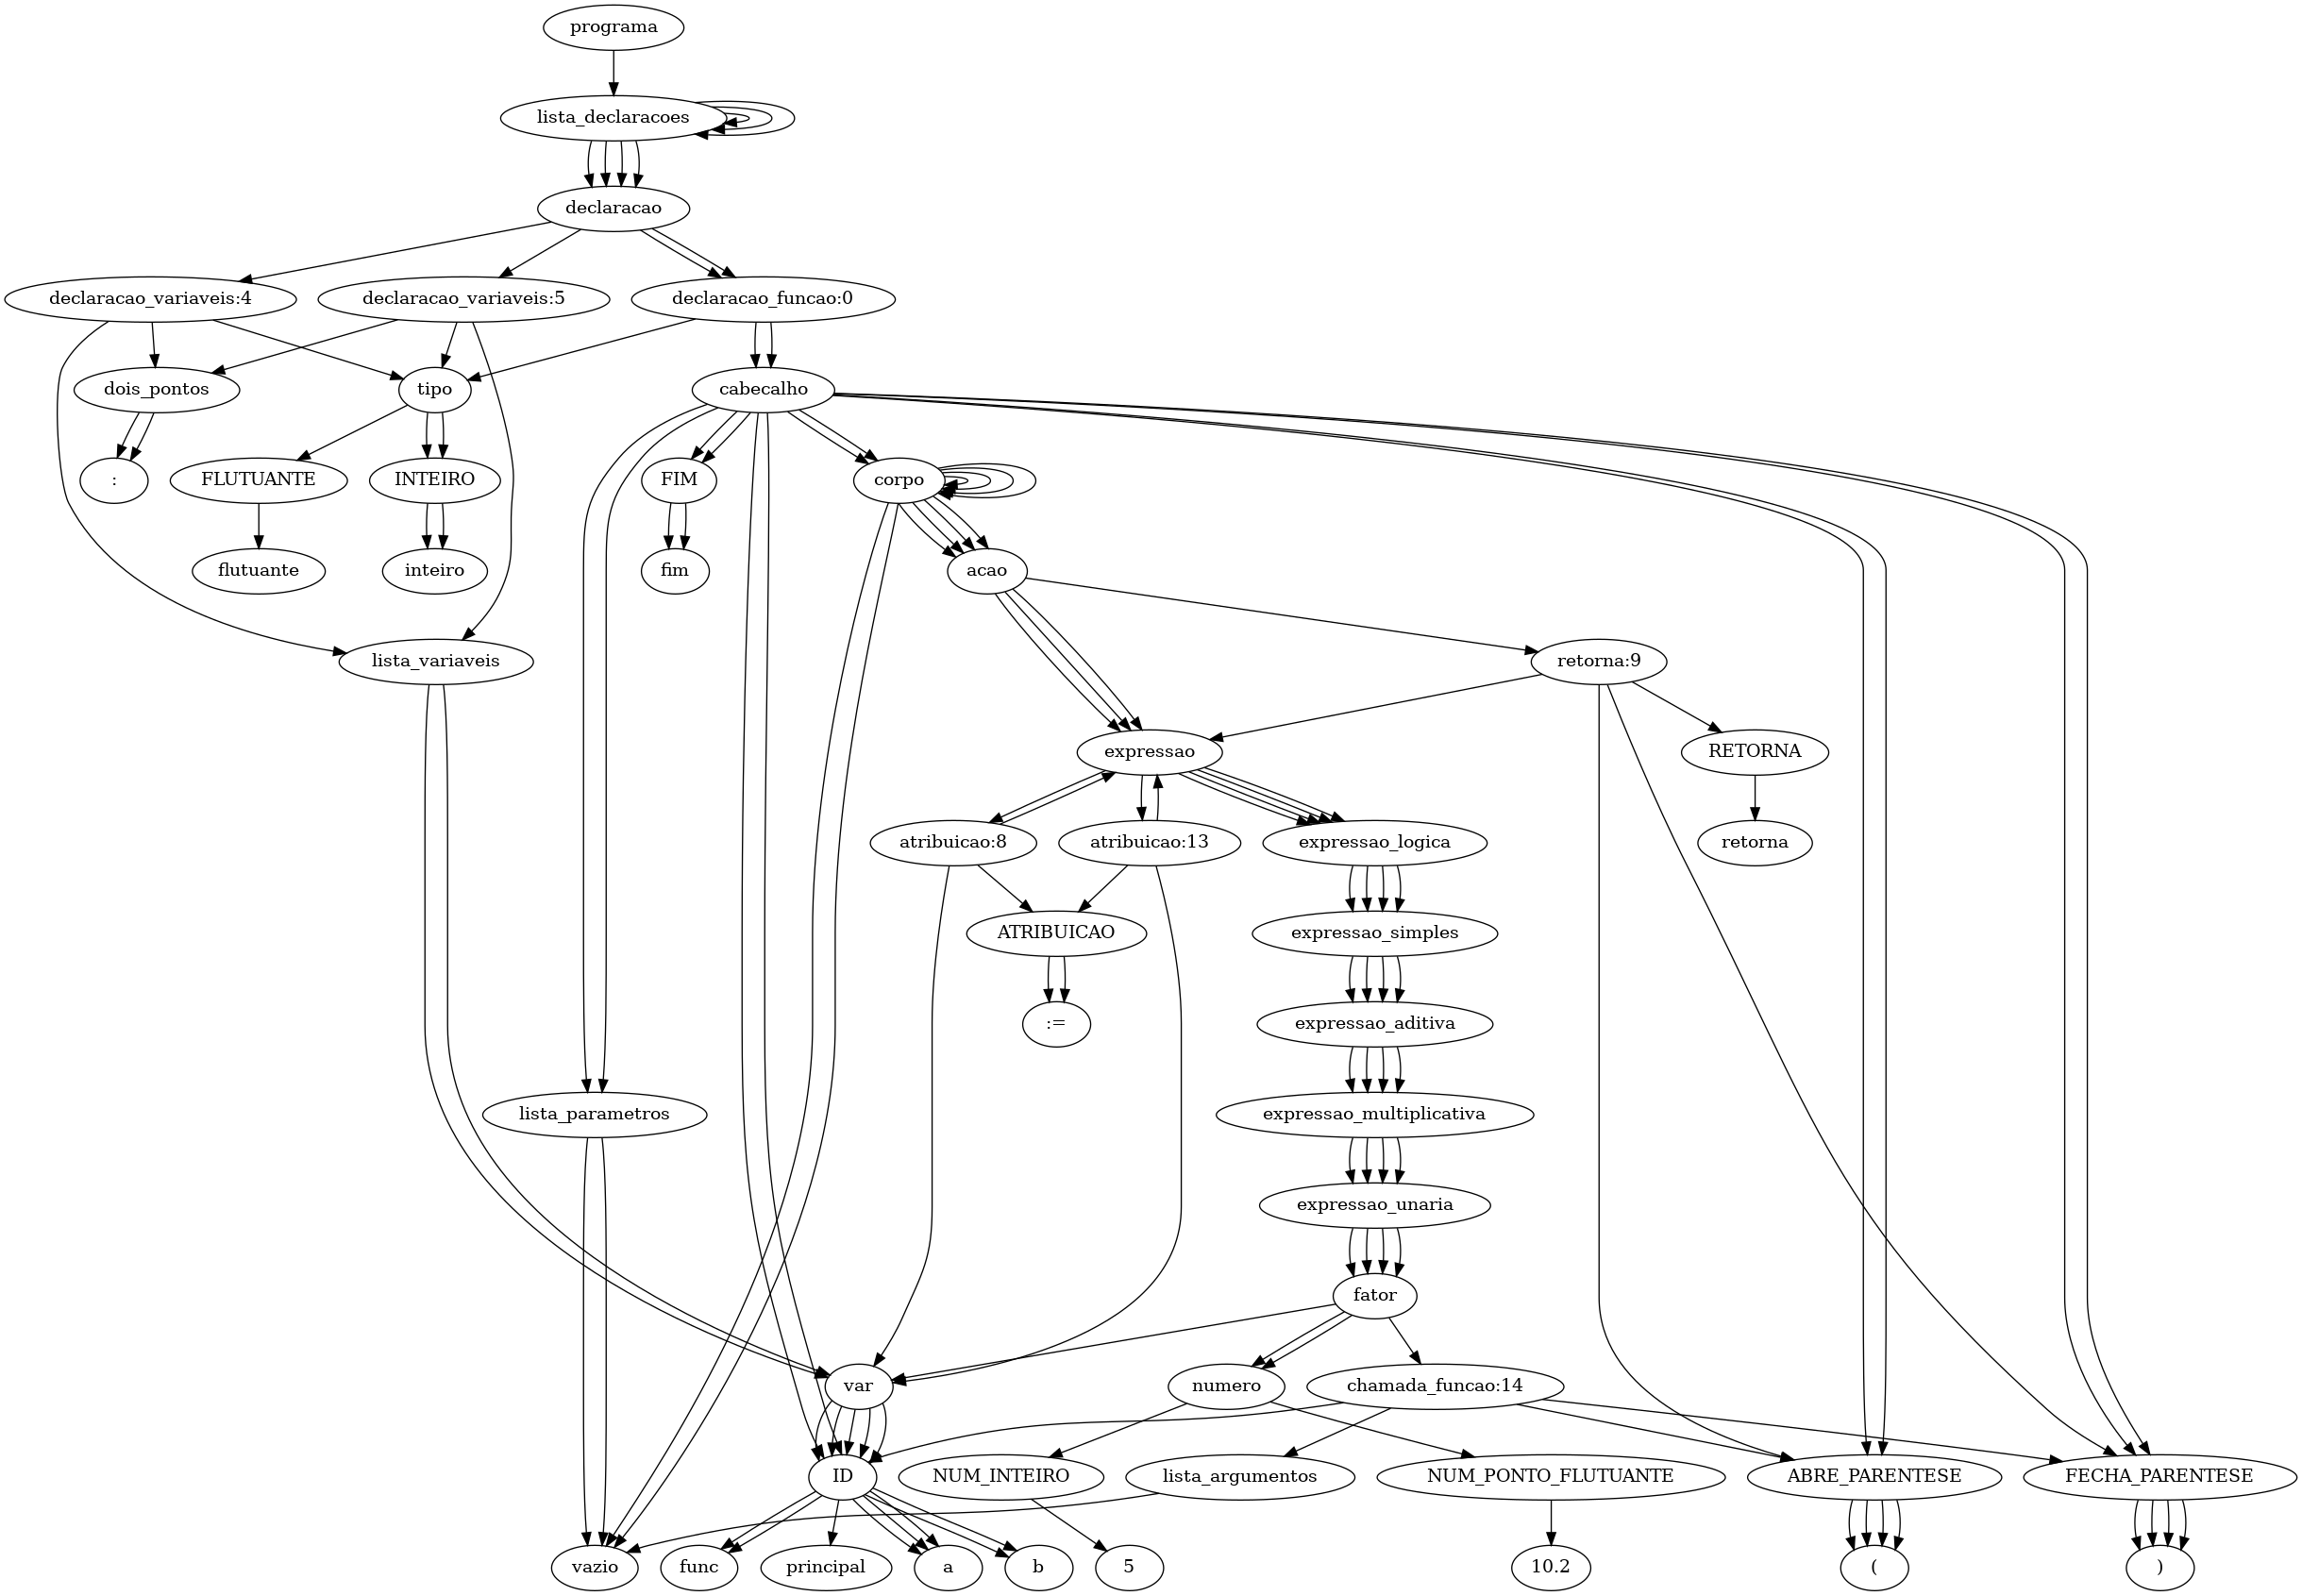 programa
lista_declaracoes
declaracao
declaracao_variaveis:4
declaracao_variaveis:5
declaracao_funcao:0
dois_pontos
tipo
cabecalho
:
FLUTUANTE
INTEIRO
FIM
corpo
flutuante
inteiro
fim
acao
lista_variaveis
retorna:9
expressao
RETORNA
atribuicao:8
atribuicao:13
expressao_logica
retorna
ATRIBUICAO
expressao_simples
:=
expressao_aditiva
lista_parametros
expressao_multiplicativa
expressao_unaria
fator
var
numero
chamada_funcao:14
ID
NUM_INTEIRO
lista_argumentos
NUM_PONTO_FLUTUANTE
ABRE_PARENTESE
FECHA_PARENTESE
vazio
func
principal
a
b
5
10.2
(
)